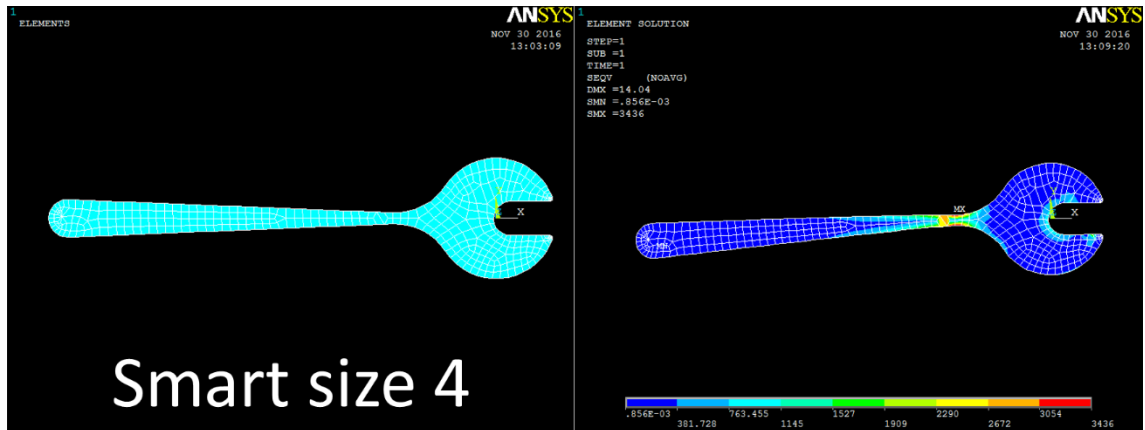 1
ELEMENTS
ANSYS
NOV 30 2016
13:03:09
Y
X
Smart size 4
1
ELEMENT SOLUTION
STEP=1
SUB =1
TIME=1
SEQV (NOAVG)
DMX =14.04
SMN =.856E-03
SMX =3436
ANSYS
NOV 30 2016
13:09:20
MX
Y
X
MN
.856E-03 763.455 1527 2290 3054
381.728 1145 1909 2672 3436